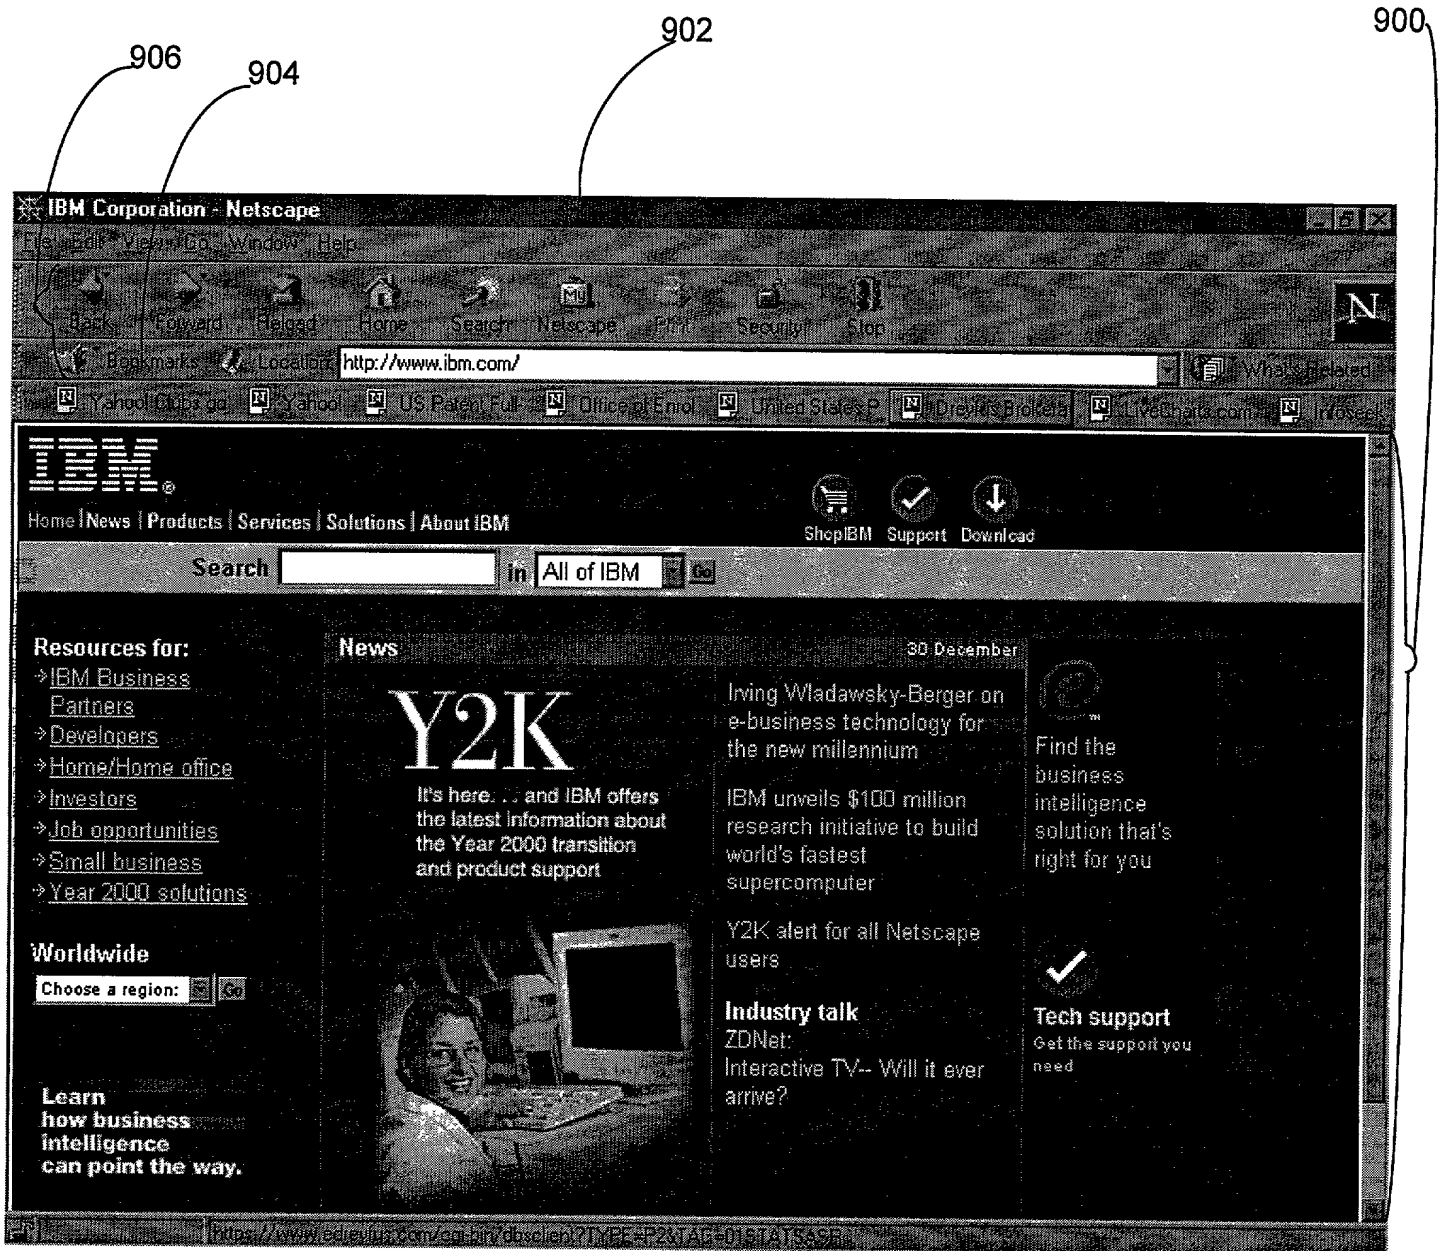 900
902
906
904
IBM Corporation - Netscape
File Edit View Go Window Help
Back Forward Reload Home Search Netscape Print Security Stop
N
Bookmarks Location: http://www.ibm.com/ What's Related
Yahoo! Clubs go Yahoo! US Patent Full- United States P LiveCharts.com Infoseek
IBM®
Home | News | Products | Services | Solutions | About IBM
ShopIBM Support Download
Search in All of IBM Go
Resources for:
IBM Business
Partners
Developers
Home/Home office
Investors
Job opportunities
Small business
Year 2000 solutions
Worldwide
Choose a region: Go
Learn
how business
intelligence
can point the way.
News 30 December
Y2K
It's here. . . and IBM offers
the latest information about
the Year 2000 transition
and product support
Irving Wladawsky-Berger on
e-business technology for
the new millennium
IBM unveils $100 million
research initiative to build
world's fastest
supercomputer
Y2K alert for all Netscape
users
Industry talk
ZDNet:
Interactive TV-- Will it ever
arrive?
e TM
Find the
business
intelligence
solution that's
right for you
Tech support
Get the support you
need